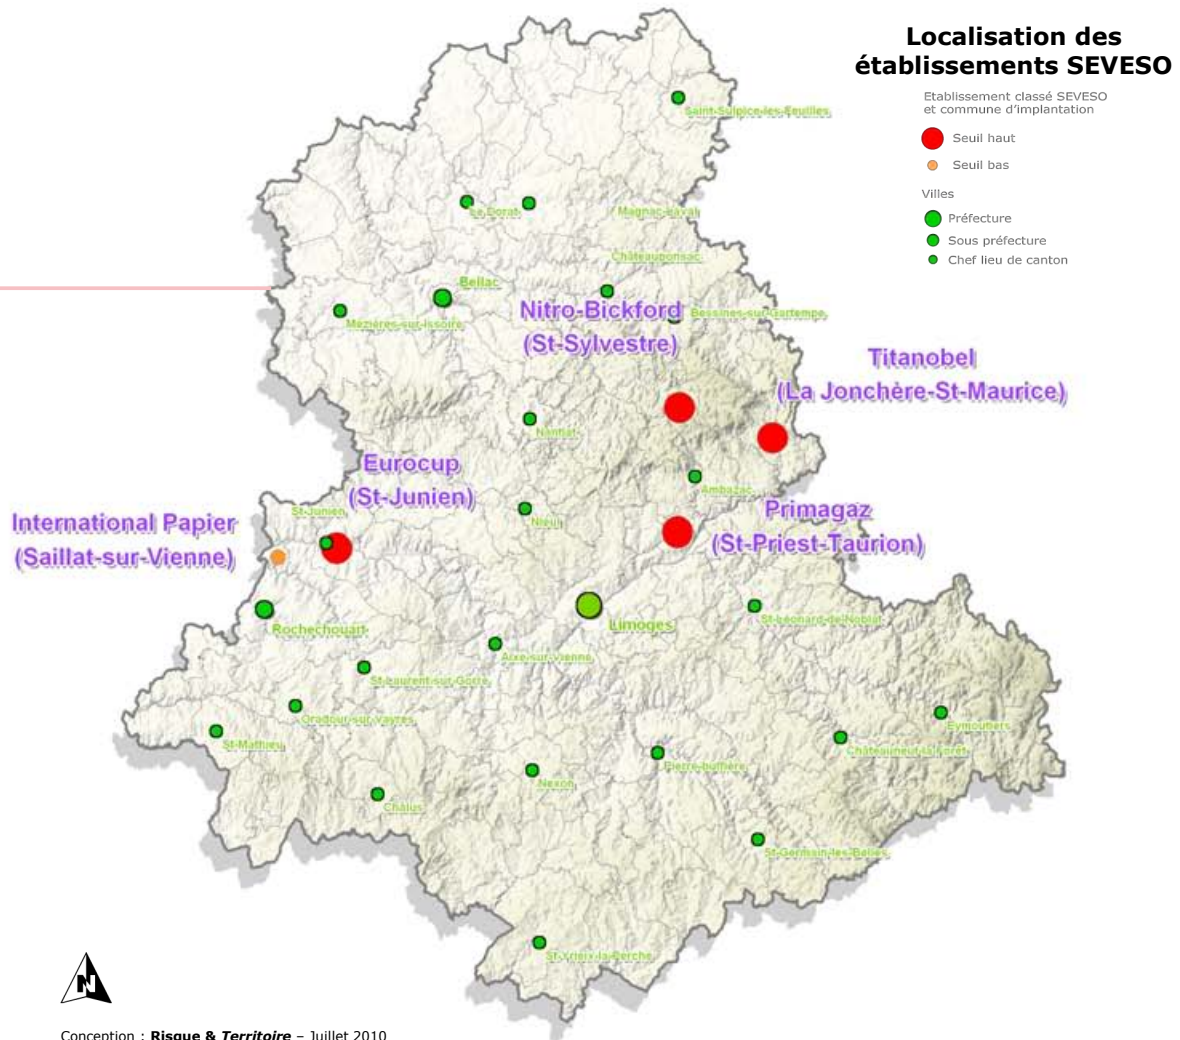 Localisation des
établissements SEVESO
Etablissement classé SEVESO
et commune d'implantation
Seuil haut
Seuil bas
Villes
Préfecture
Sous préfecture
Chef lieu de canton
Saint-Sulpice-les-Feuilles
Le Dorat
Magnac-Laval
Châteauponsac
Bellac
Mézières-sur-Issoire
Nitro-Bickford
(St-Sylvestre)
Bessines-sur-Gartempe
Titanobel
(La Jonchère-St-Maurice)
Nantiat
Eurocup
(St-Junien)
Ambazac
St-Junien
Nieul
Primagaz
(St-Priest-Taurion)
International Papier
(Saillat-sur-Vienne)
Rochechouart
Limoges
St-Léonard-de-Noblat
Aixe-sur-Vienne
St-Laurent-sur-Gorre
Oradour-sur-Vayres
St-Mathieu
Eymoutiers
Châteauneuf-la-Forêt
Pierre-buffière
Nexon
Châlus
St-Germain-les-Belles
St-Yrieix-la-Perche
N
Conception : Risque & Territoire – Juillet 2010